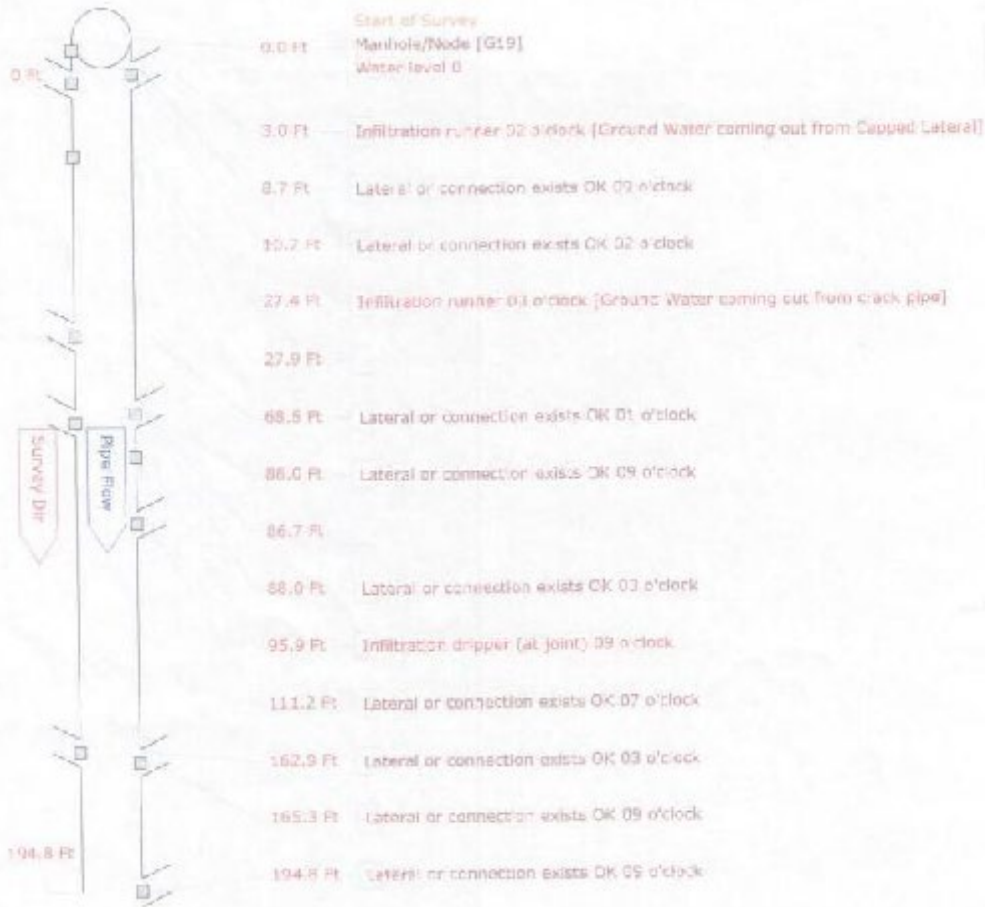 Start of Survey
0.0 Ft Manhole/Node [G19]
Water level 0
0 Ft
3.0 Ft Infiltration runner 02 o'clock [Ground Water coming out from Capped Lateral]
8.7 Ft Lateral or connection exists OK 09 o'clock
10.7 Ft Lateral or connection exists OK 02 o'clock
27.4 Ft Infiltration runner 03 o'clock [Ground Water coming out from crack pipe]
27.9 Ft
68.5 Ft Lateral or connection exists OK 01 o'clock
Survey Dir
Pipe Flow
86.0 Ft Lateral or connection exists OK 09 o'clock
86.7 Ft
88.0 Ft Lateral or connection exists OK 03 o'clock
95.9 Ft Infiltration dripper (at joint) 09 o'clock
111.2 Ft Lateral or connection exists OK 07 o'clock
162.9 Ft Lateral or connection exists OK 03 o'clock
165.3 Ft Lateral or connection exists OK 09 o'clock
194.8 Ft
194.8 Ft Lateral or connection exists OK o'clock